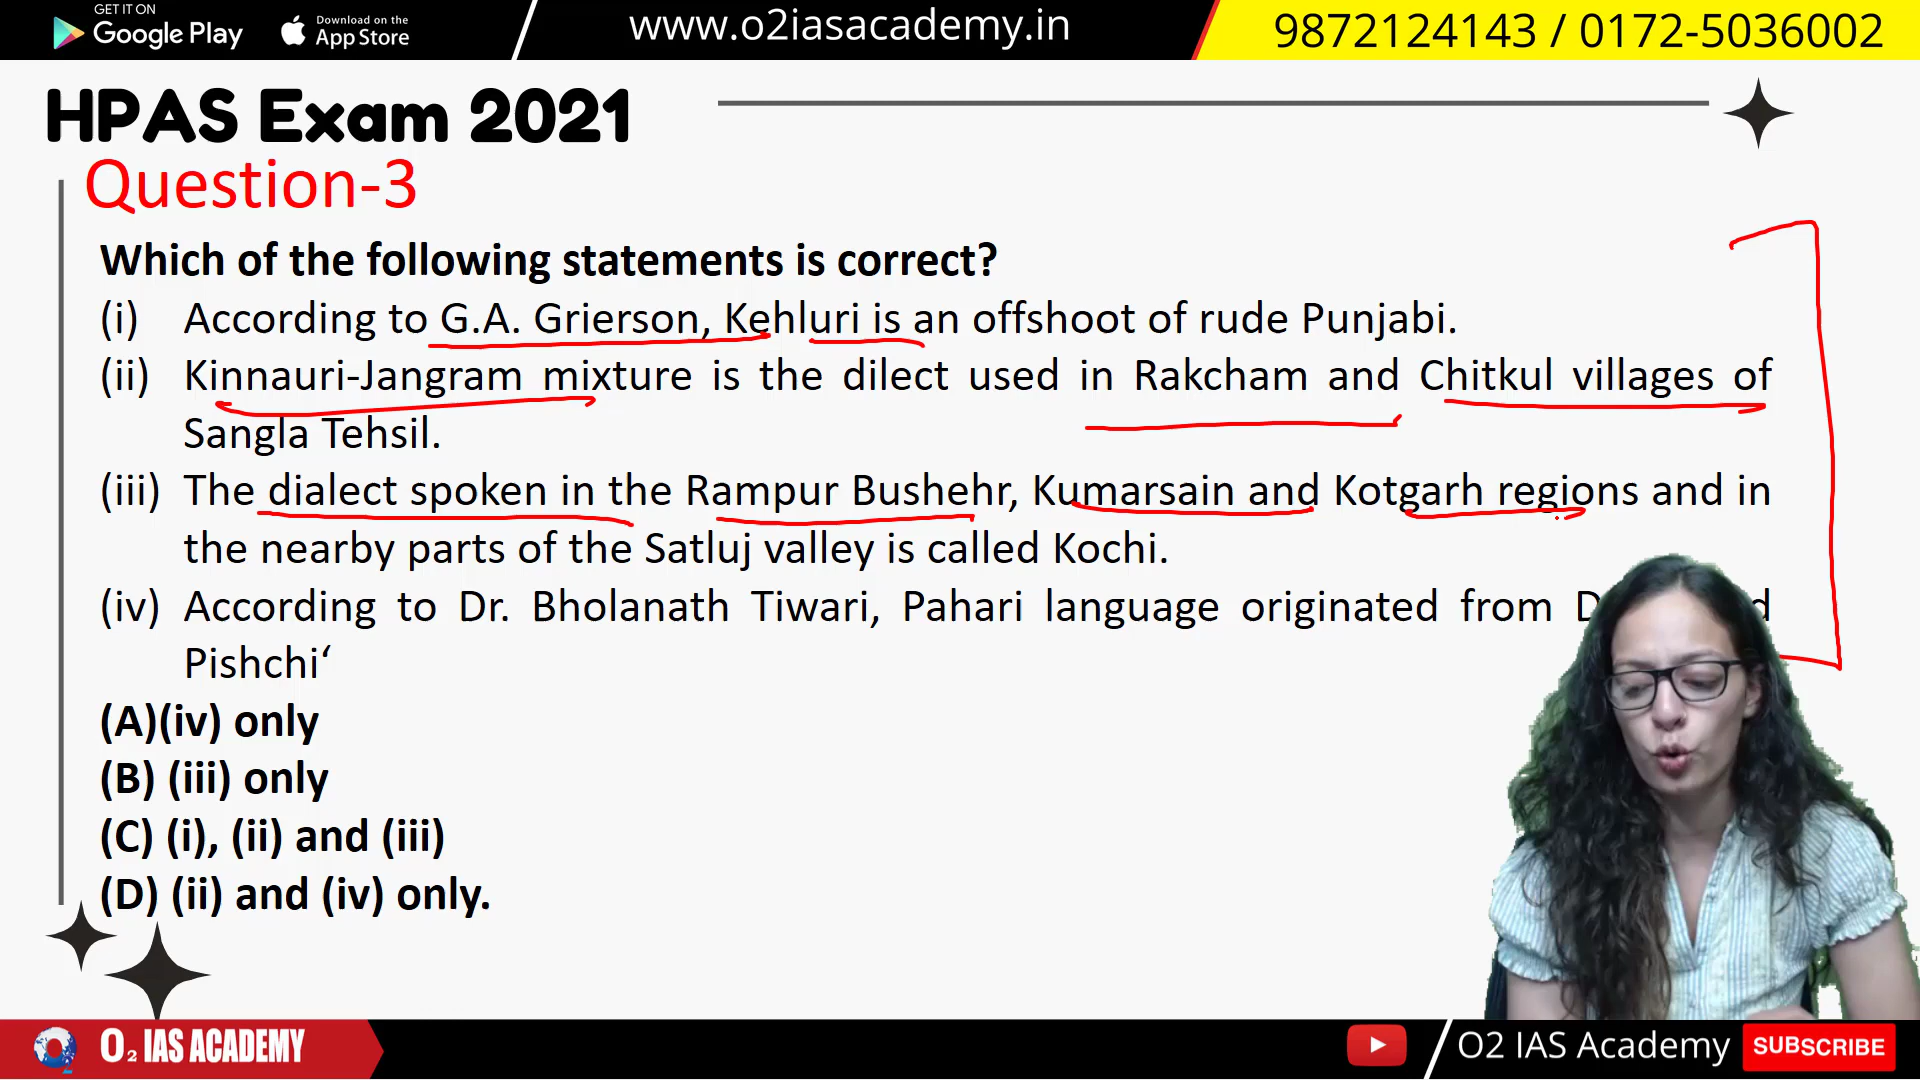 GET IT ON
Google Play
Download on the
App Store
www.o2iasacademy.in
9872124143 / 0172-5036002
HPAS Exam 2021
Question-3
Which of the following statements is correct?
(i) According to G.A. Grierson, Kehluri is an offshoot of rude Punjabi.
(ii) Kinnauri-Jangram mixture is the dilect used in Rakcham and Chitkul villages of
Sangla Tehsil.
(iii) The dialect spoken in the Rampur Bushehr, Kumarsain and Kotgarh regions and in
the nearby parts of the Satluj valley is called Kochi.
(iv) According to Dr. Bholanath Tiwari, Pahari language originated from
Pishchi‘
(A)(iv) only
(B) (iii) only
(C) (i), (ii) and (iii)
(D) (ii) and (iv) only.
O2 IAS ACADEMY
O2 IAS Academy
SUBSCRIBE